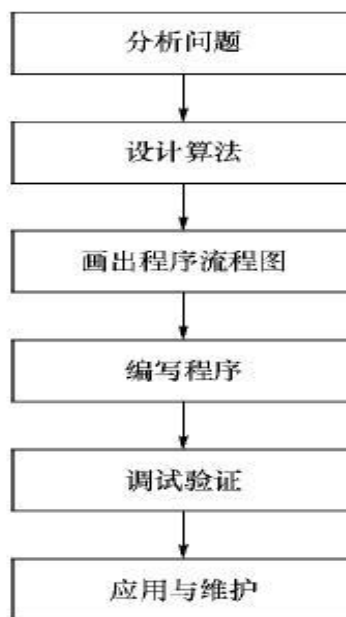 分析问题
设计算法
画出程序流程图
编写程序
调试验证
应用与维护